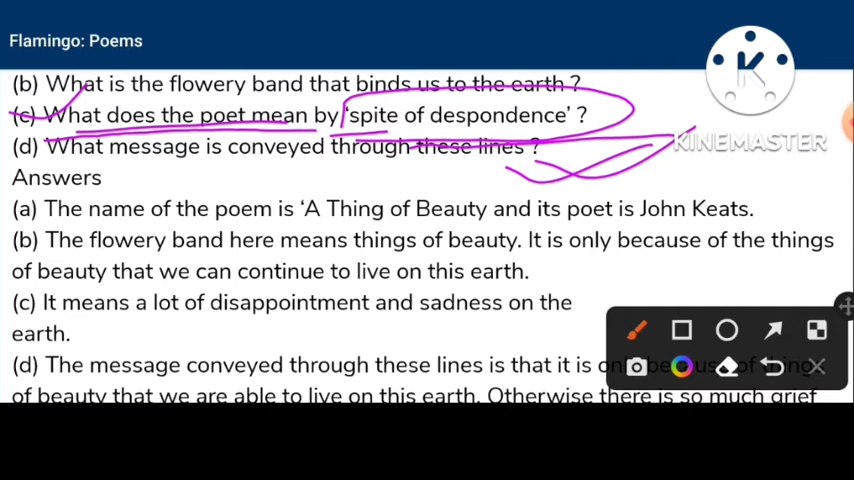 Flamingo: Poems
(b) What is the flowery band that binds us to the earth ?
(c) What does the poet mean by 'spite of despondence' ?
(d) What message is conveyed through these lines ?
KINEMASTER
Answers
(a) The name of the poem is 'A Thing of Beauty and its poet is John Keats.
(b) The flowery band here means things of beauty. It is only because of the things
of beauty that we can continue to live on this earth.
(c) It means a lot of disappointment and sadness on the
earth.
(d) The message conveyed through these lines is that it is only because of things
of beauty that we are able to live on this earth. Otherwise there is so much grief